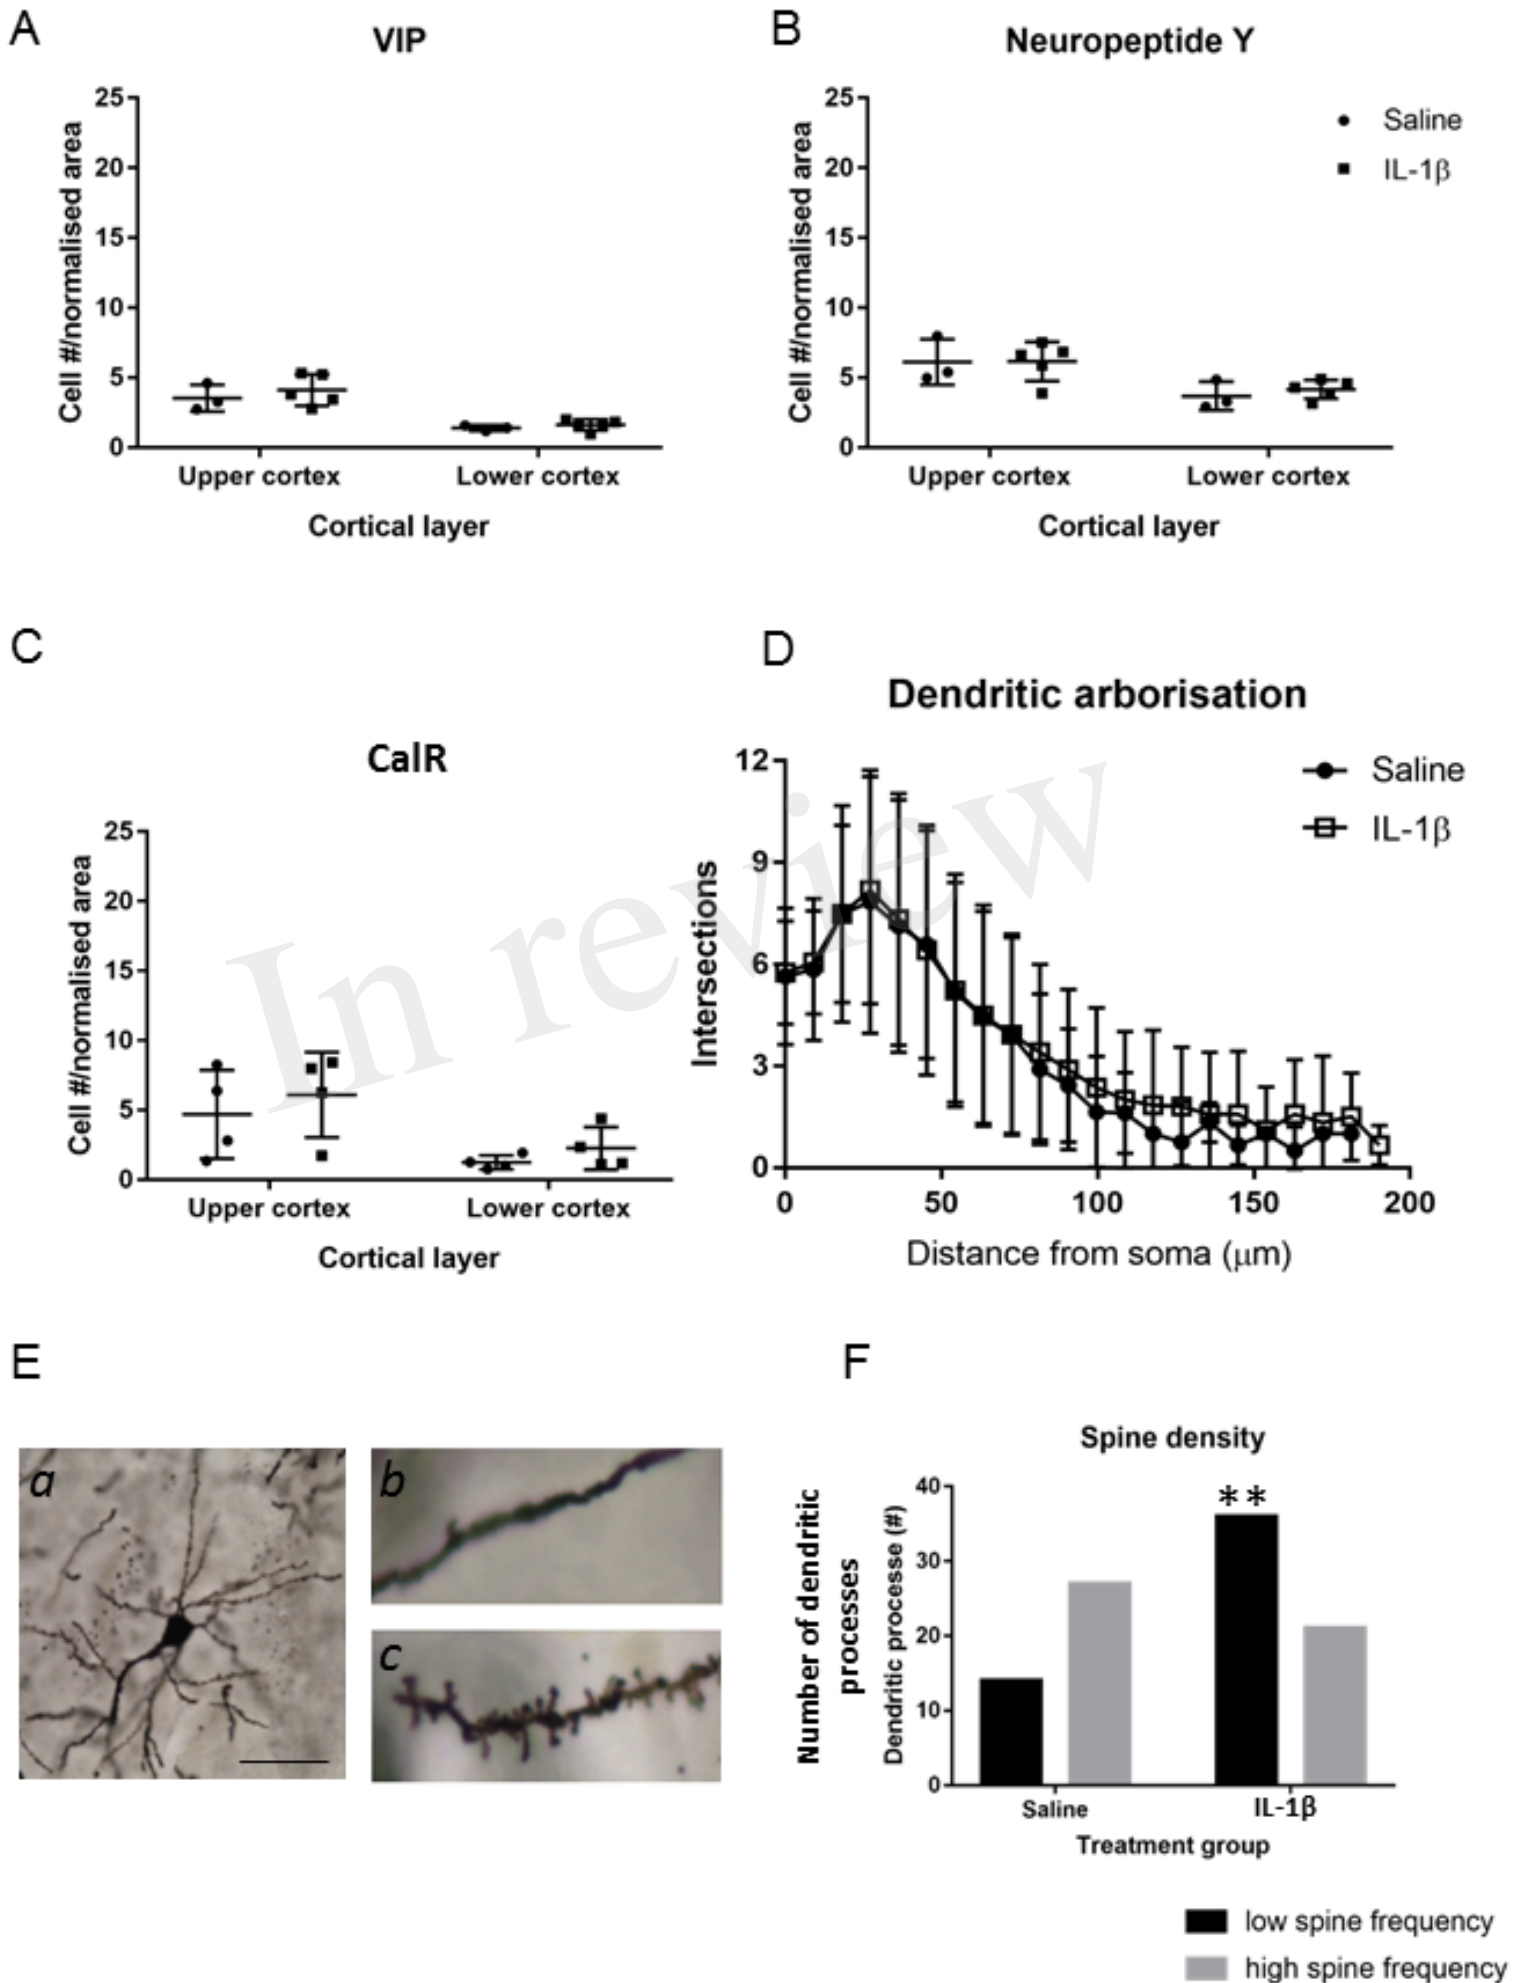 A
VIP
25
20
15
10
5
0
Cell #/normalised area
Upper cortex
Lower cortex
Cortical layer
B
Neuropeptide Y
25
20
15
10
5
0
Cell #/normalised area
Saline
IL-1β
Upper cortex
Lower cortex
Cortical layer
C
CalR
25
20
15
10
5
0
Cell #/normalised area
Upper cortex
Lower cortex
Cortical layer
D
Dendritic arborisation
12
9
6
3
0
Intersections
Saline
IL-1β
0
50
100
150
200
Distance from soma (μm)
In review
E
a
b
c
F
Spine density
40
30
20
10
0
Number of dendritic
processes
Dendritic processe (#)
**
Saline
IL-1β
Treatment group
low spine frequency
high spine frequency